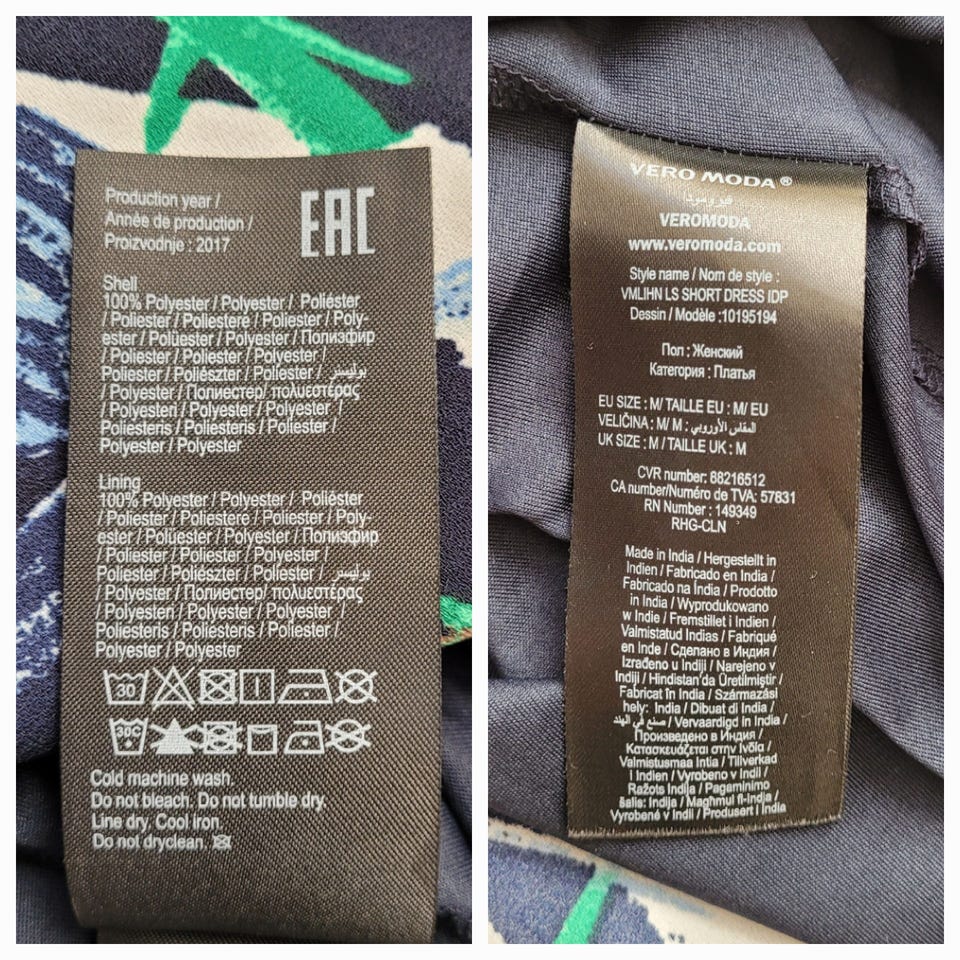 Production year /
Année de production /
Proizvodnje : 2017
EAC
Shell
100% Polyester / Polyester / Poliéster
/ Poliester / Poliestere / Poliester / Poly-
ester / Polüester / Polyester / Полиэфир
/ Polyester / Polyester / Polyester /
Poliester / Poliészter / Poliester / بوليستر
/ Polyester / Полиестер/ πολυεστέρας
/ Polyesteri / Polyester / Polyester /
Poliesteris / Poliesteris / Poliester /
Polyester / Polyester
Lining
100% Polyester / Polyester / Poliéster
/ Poliester / Poliestere / Poliester / Poly-
ester / Polüester / Polyester / Полиэфир
/ Polyester / Polyester / Polyester /
Poliester / Poliészter / Poliester / بوليستر
/ Polyester / Полиестер/ πολυεστέρας
/ Polyesteri / Polyester / Polyester /
Poliesteris / Poliesteris / Poliester /
Polyester / Polyester
30
30C
Cold machine wash.
Do not bleach. Do not tumble dry.
Line dry, Cool iron.
Do not dryclean.
VERO MODA®
فيرومودا
VEROMODA
www.veromoda.com
Style name / Nom de style :
VMLIHN LS SHORT DRESS IDP
Dessin / Modèle :10195194
Пол : Женский
Категория : Платья
EU SIZE : M/ TAILLE EU : M/ EU
VELIČINA : M/ M : المقاس الأوروبي
UK SIZE : M / TAILLE UK : M
CVR number: 88216512
CA number/Numéro de TVA: 57831
RN Number : 149349
RHG-CLN
Made in India / Hergestellt in
Indien / Fabricado en India /
Fabricado na India / Prodotto
in India / Wyprodukowano
w Indie / Fremstillet i Indien /
Valmistatud Indias / Fabriqué
en Inde / Сделано в Индия /
Izrađeno u Indiji / Narejeno v
Indiji / Hindistan'da Üretilmiştir /
Fabricat în India / Származási
hely: India / Dibuat di India /
صنع في الهند / Vervaardigd in India /
Произведено в Индия /
Κατασκευάζεται στην Ινδία /
Valmistusmaa Intia / Tillverkad
i Indien / Vyrobeno v Indii /
Ražots Indija / Pagaminimo
šalis: Indija / Magħmul fl-Indja /
Vyrobené v Indii / Produsert i India